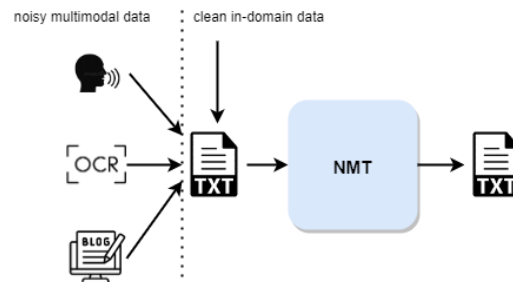 noisy multimodal data
clean in-domain data
OCR
TXT
NMT
TXT
BLOG